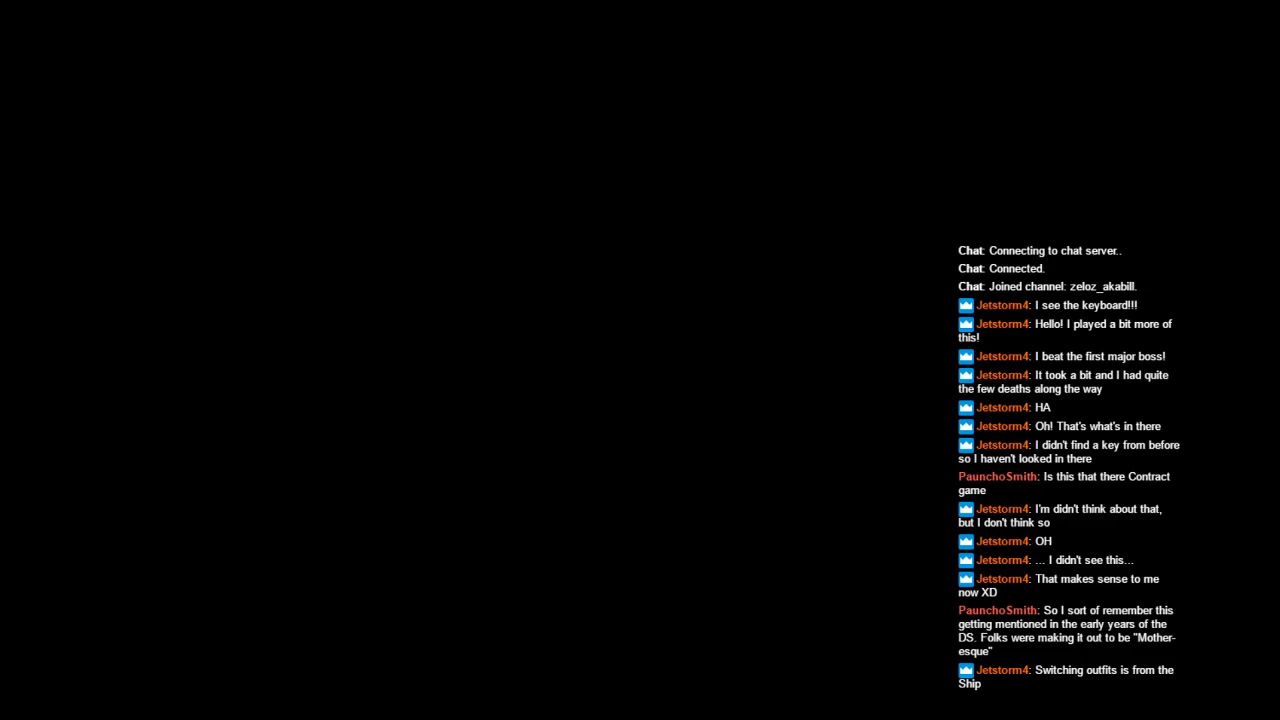 Chat: Connecting to chat server..
Chat: Connected.
Chat: Joined channel: zeloz_akabill.
Jetstorm4: I see the keyboard!!!
Jetstorm4: Hello! I played a bit more of
this!
Jetstorm4: I beat the first major boss!
Jetstorm4: It took a bit and I had quite
the few deaths along the way
Jetstorm4: HA
Jetstorm4: Oh! That's what's in there
Jetstorm4: I didn't find a key from before
so I haven't looked in there
PaunchoSmith: Is this that there Contract
game
Jetstorm4: I'm didn't think about that,
but I don't think so
Jetstorm4: OH
Jetstorm4: ... I didn't see this...
Jetstorm4: That makes sense to me
now XD
PaunchoSmith: So I sort of remember this
getting mentioned in the early years of the
DS. Folks were making it out to be "Mother-
esque"
Jetstorm4: Switching outfits is from the
Ship